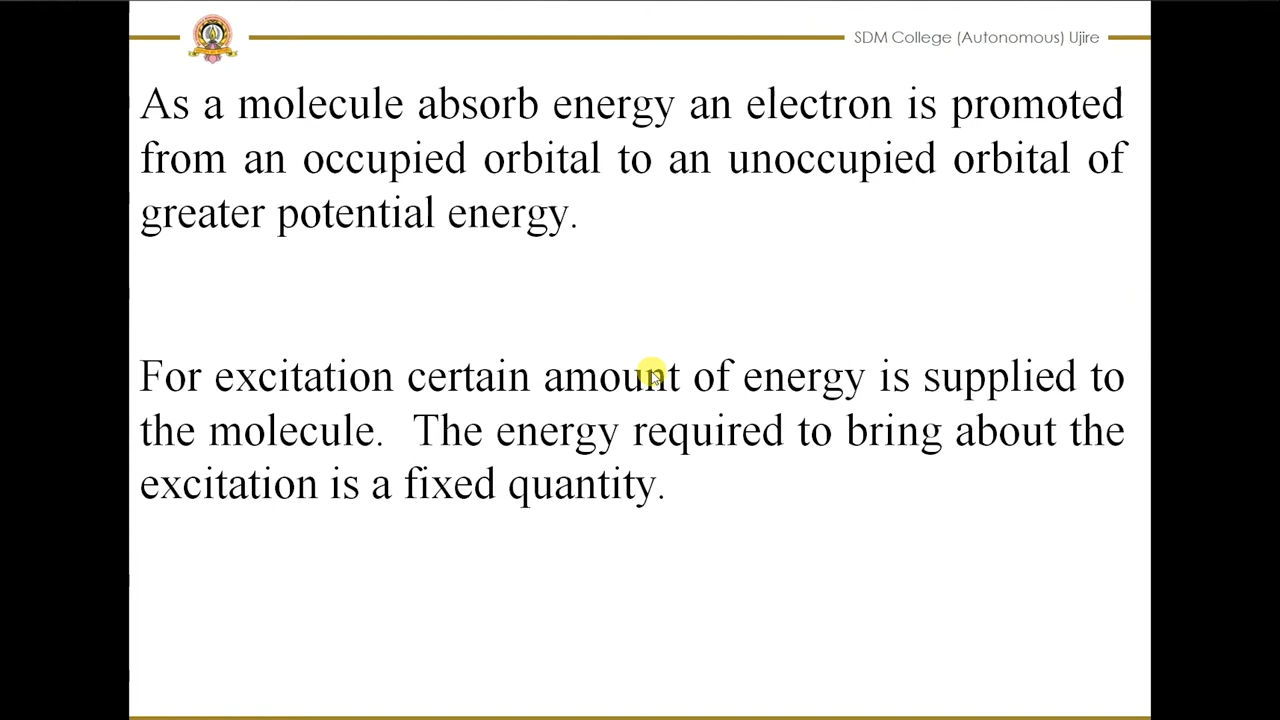 SDM College (Autonomous) Ujire
As a molecule absorb energy an electron is promoted
from an occupied orbital to an unoccupied orbital of
greater potential energy.
For excitation certain amount of energy is supplied to
the molecule. The energy required to bring about the
excitation is a fixed quantity.